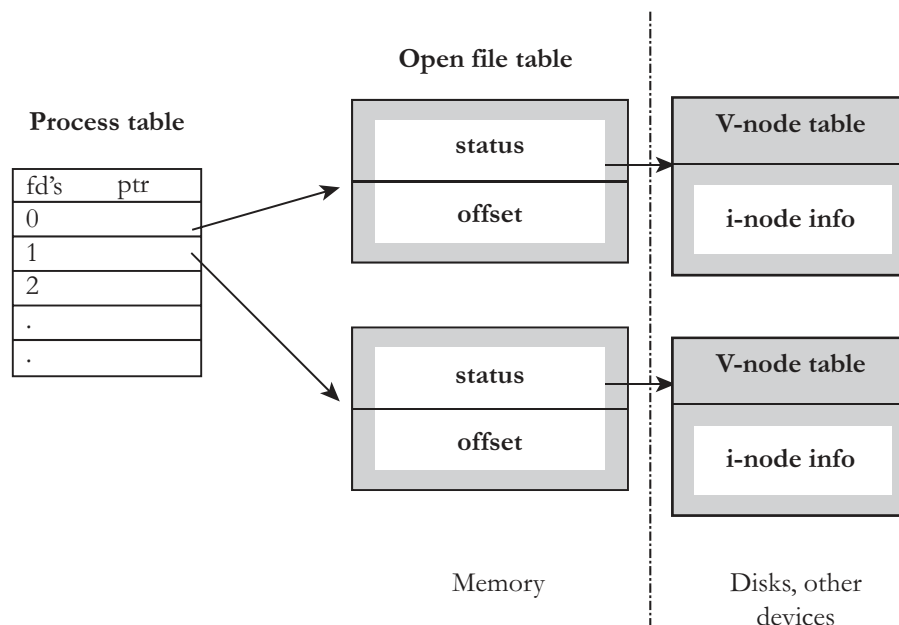 Open file table
Process table
fd's ptr
0
1
2
.
.
status
offset
V-node table
i-node info
status
offset
V-node table
i-node info
Memory
Disks, other
devices